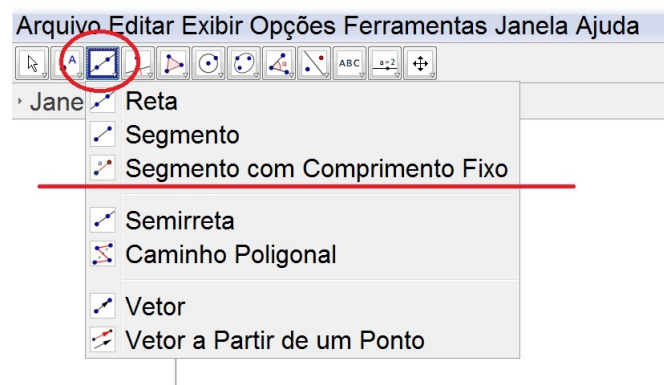 Arquivo Editar Exibir Opções Ferramentas Janela Ajuda
A ABC a=2
Jane
Reta
Segmento
Segmento com Comprimento Fixo
Semirreta
Caminho Poligonal
Vetor
Vetor a Partir de um Ponto